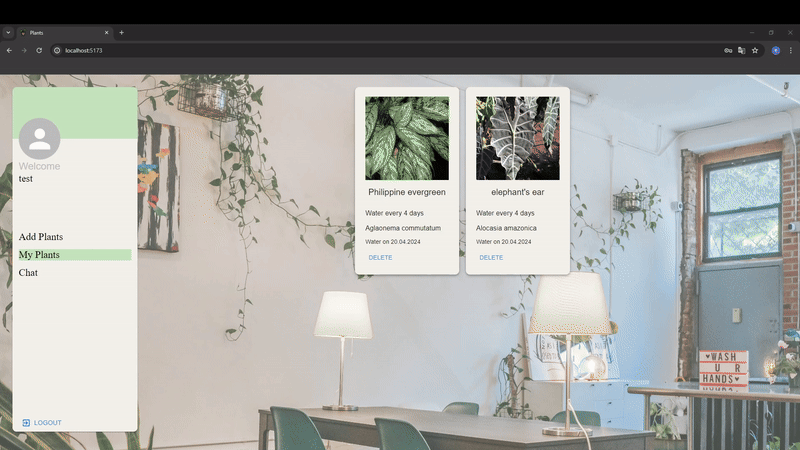 Plants
localhost:5173
Welcome
test
Add Plants
My Plants
Chat
LOGOUT
Philippine evergreen
Water every 4 days
Aglaonema commutatum
Water on 20.04.2024
DELETE
elephant's ear
Water every 4 days
Alocasia amazonica
Water on 20.04.2024
DELETE
WASH
UR
HANDS